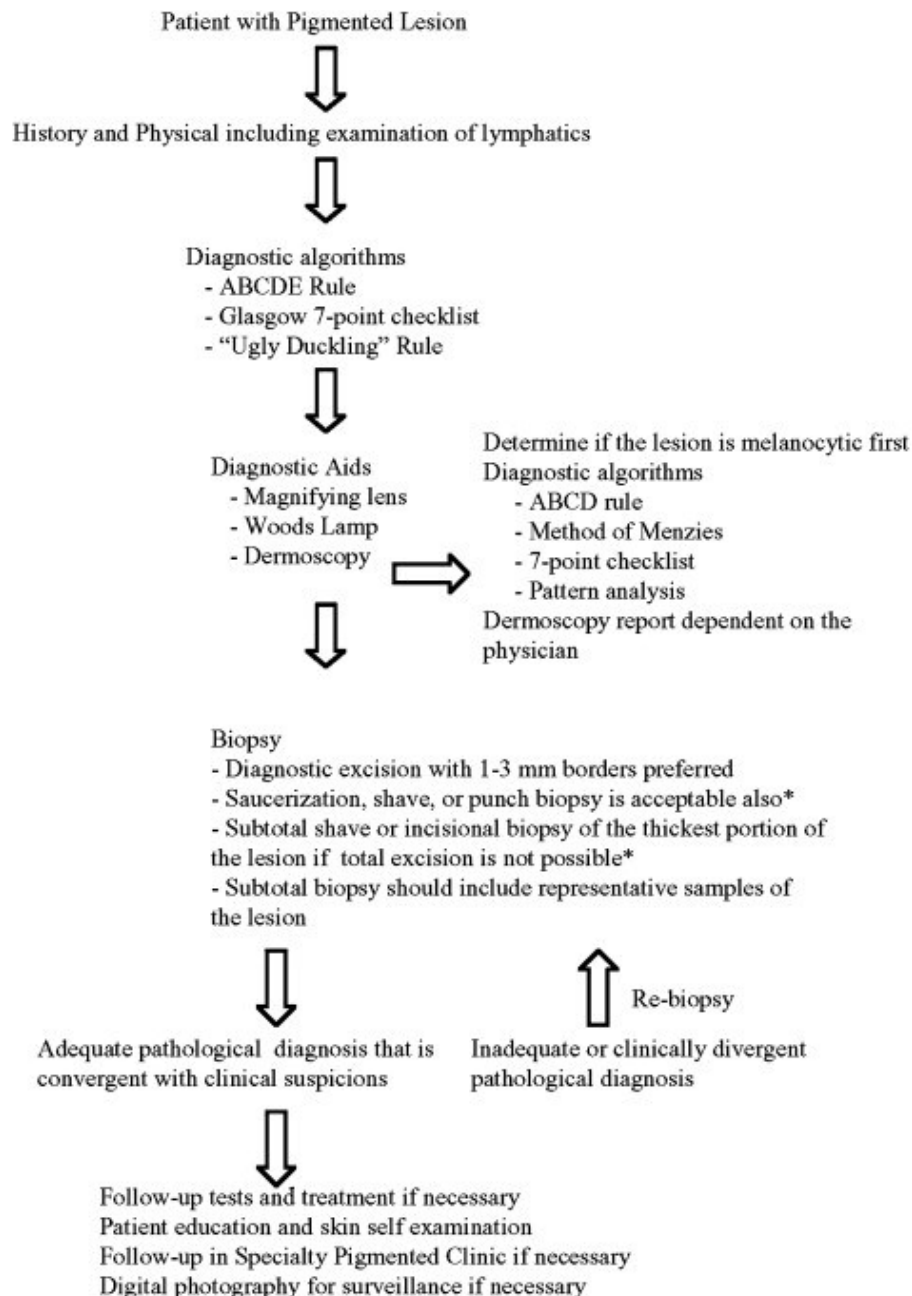 Patient with Pigmented Lesion
History and Physical including examination of lymphatics
Diagnostic algorithms
- ABCDE Rule
- Glasgow 7-point checklist
- “Ugly Duckling” Rule
Diagnostic Aids
- Magnifying lens
- Woods Lamp
- Dermoscopy
Determine if the lesion is melanocytic first
Diagnostic algorithms
- ABCD rule
- Method of Menzies
- 7-point checklist
- Pattern analysis
Dermoscopy report dependent on the
physician
Biopsy
- Diagnostic excision with 1-3 mm borders preferred
- Saucerization, shave, or punch biopsy is acceptable also*
- Subtotal shave or incisional biopsy of the thickest portion of
the lesion if total excision is not possible*
- Subtotal biopsy should include representative samples of
the lesion
Re-biopsy
Adequate pathological diagnosis that is
convergent with clinical suspicions
Inadequate or clinically divergent
pathological diagnosis
Follow-up tests and treatment if necessary
Patient education and skin self examination
Follow-up in Specialty Pigmented Clinic if necessary
Digital photography for surveillance if necessary